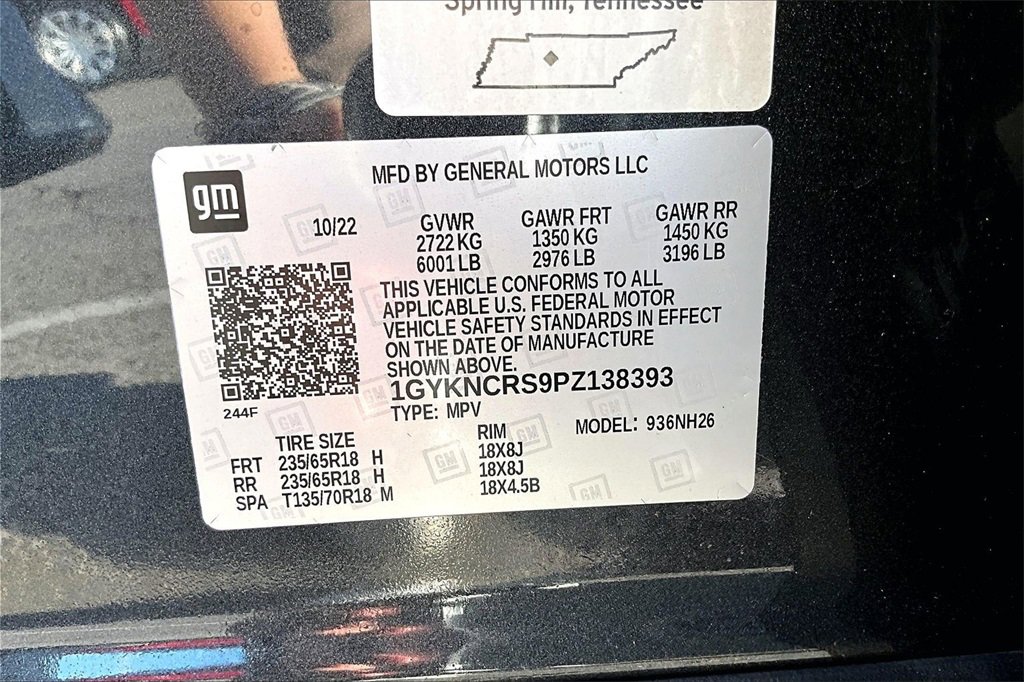 Spring Hill, Tennessee
MFD BY GENERAL MOTORS LLC
gm
10/22
GVWR
2722 KG
6001 LB
GAWR FRT
1350 KG
2976 LB
GAWR RR
1450 KG
3196 LB
THIS VEHICLE CONFORMS TO ALL
APPLICABLE U.S. FEDERAL MOTOR
VEHICLE SAFETY STANDARDS IN EFFECT
ON THE DATE OF MANUFACTURE
SHOWN ABOVE.
1GYKNCRS9PZ138393
244F
TYPE: MPV
MODEL: 936NH26
TIRE SIZE RIM
FRT 235/65R18 H 18X8J
RR 235/65R18 H 18X8J
SPA T135/70R18 M 18X4.5B